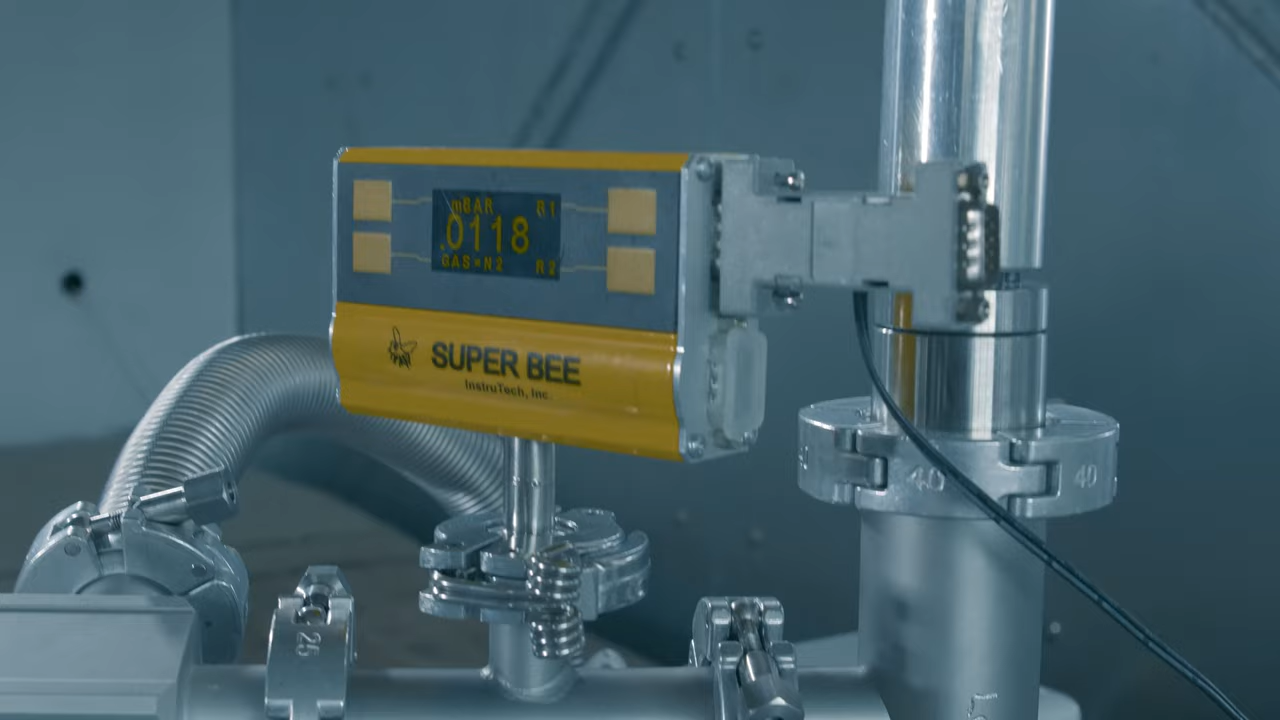 mBAR R1
.0118
GAS=N2 R2
SUPER BEE
InstruTech, Inc
40
40
25